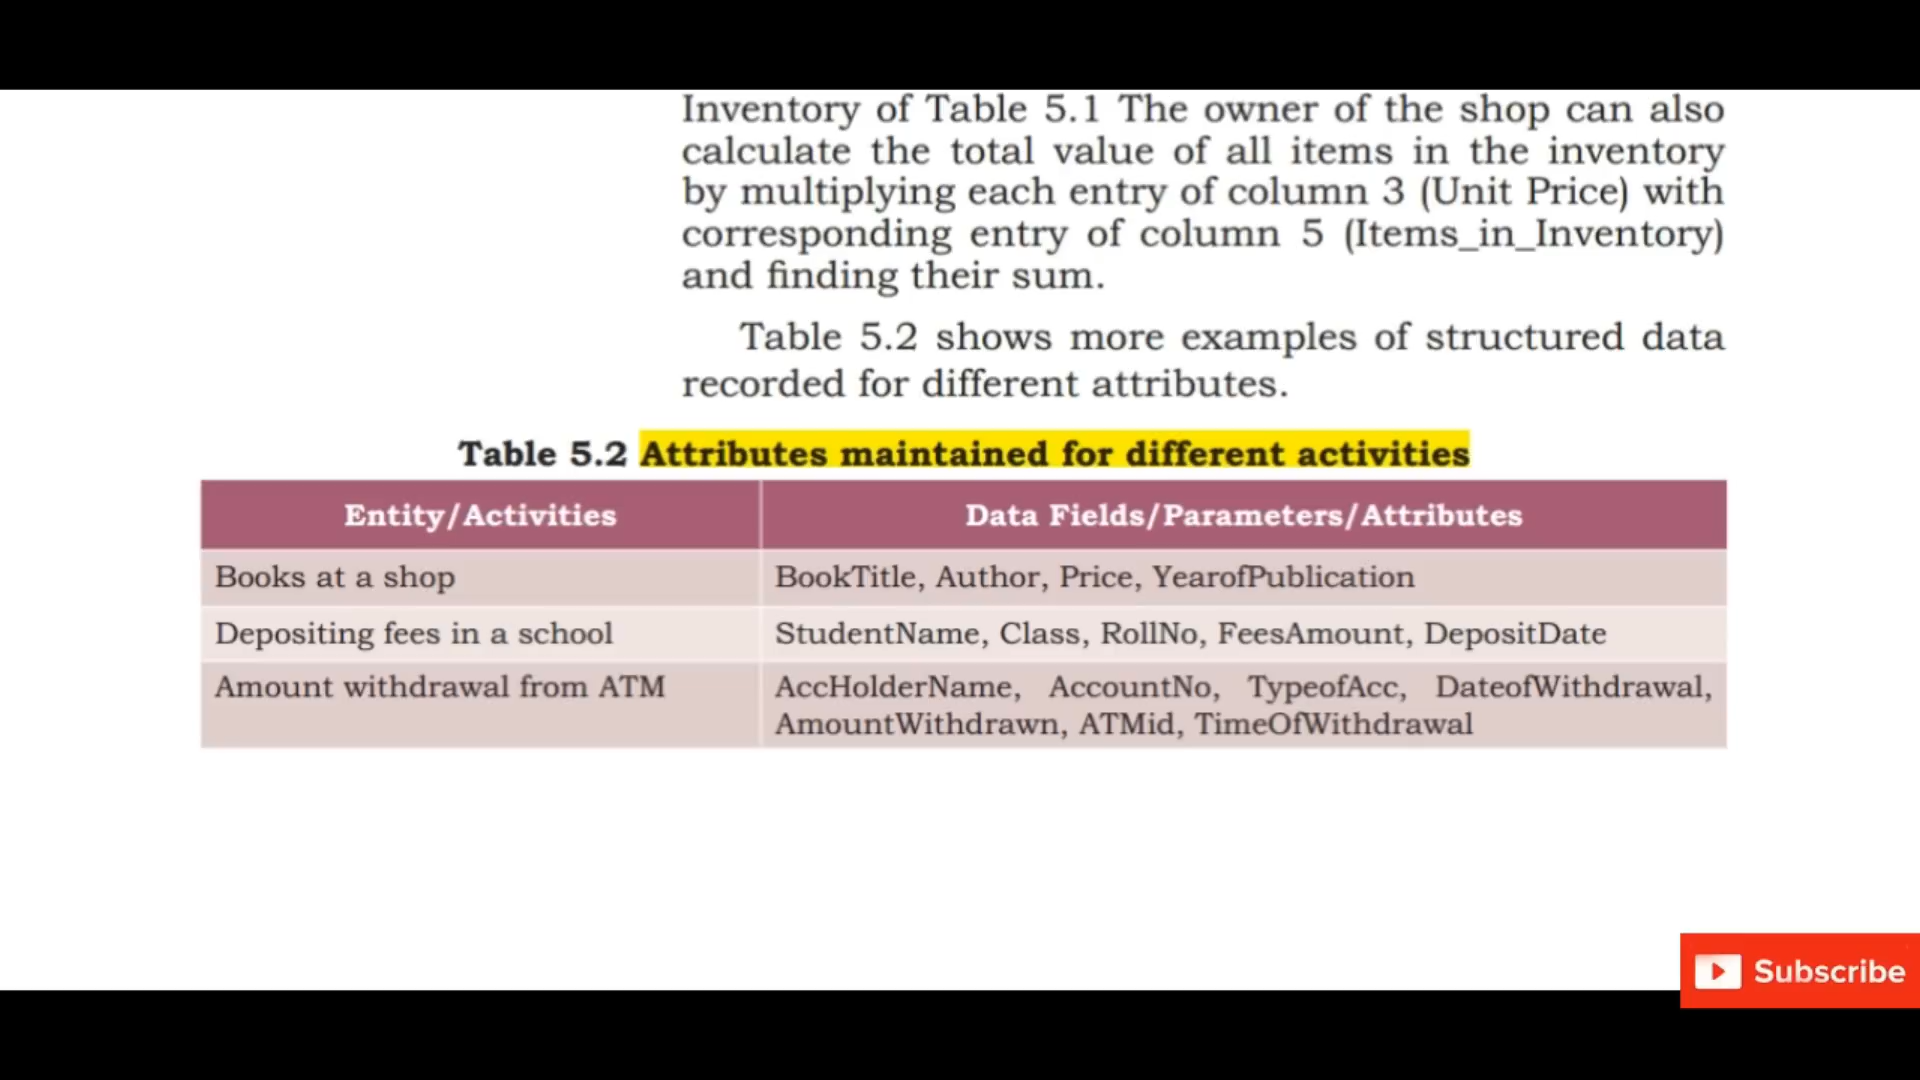 Inventory of Table 5.1 The owner of the shop can also
calculate the total value of all items in the inventory
by multiplying each entry of column 3 (Unit Price) with
corresponding entry of column 5 (Items_in_Inventory)
and finding their sum.
Table 5.2 shows more examples of structured data
recorded for different attributes.
Table 5.2 Attributes maintained for different activities
Entity/Activities Data Fields/Parameters/Attributes
Books at a shop BookTitle, Author, Price, YearofPublication
Depositing fees in a school StudentName, Class, RollNo, FeesAmount, DepositDate
Amount withdrawal from ATM AccHolderName, AccountNo, TypeofAcc, DateofWithdrawal,
AmountWithdrawn, ATMid, TimeOfWithdrawal
Subscribe